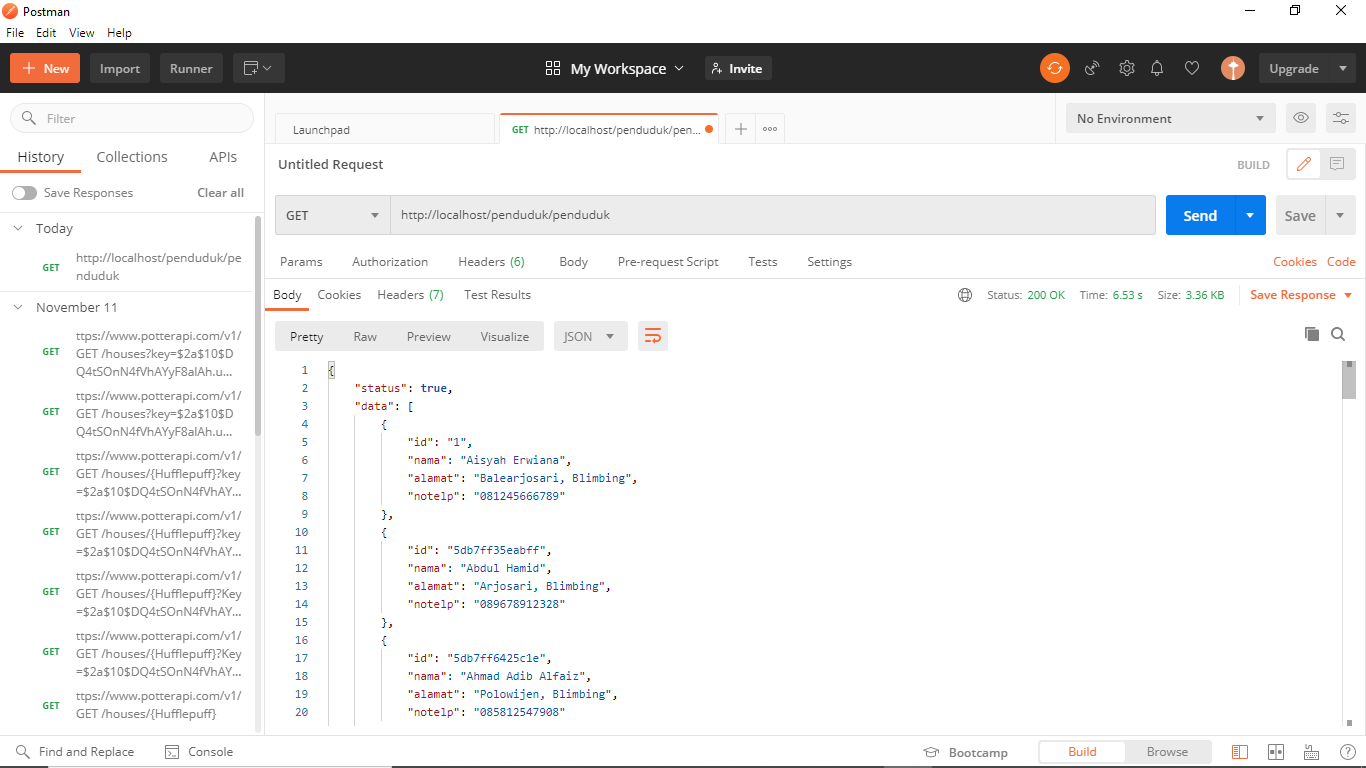 Postman
File Edit View Help
New Import Runner My Workspace Invite Upgrade
Filter
History Collections APIs
Save Responses Clear all
Today
GET http://localhost/penduduk/pe
nduduk
November 11
GET ttps://www.potterapi.com/v1/
GET /houses?key=$2a$10$D
Q4tSOnN4fVhAYyF8aIAh.u...
GET ttps://www.potterapi.com/v1/
GET /houses?key=$2a$10$D
Q4tSOnN4fVhAYyF8aIAh.u...
GET ttps://www.potterapi.com/v1/
GET /houses/{Hufflepuff}?key
=$2a$10$DQ4tSOnN4fVhAY...
GET ttps://www.potterapi.com/v1/
GET /houses/{Hufflepuff}?key
=$2a$10$DQ4tSOnN4fVhAY...
GET ttps://www.potterapi.com/v1/
GET /houses/{Hufflepuff}?Key
=$2a$10$DQ4tSOnN4fVhAY...
GET ttps://www.potterapi.com/v1/
GET /houses/{Hufflepuff}?Key
=$2a$10$DQ4tSOnN4fVhAY...
GET ttps://www.potterapi.com/v1/
GET /houses/{Hufflepuff}
Launchpad GET http://localhost/penduduk/pen... No Environment
Untitled Request BUILD
GET http://localhost/penduduk/penduduk Send Save
Params Authorization Headers (6) Body Pre-request Script Tests Settings Cookies Code
Body Cookies Headers (7) Test Results Status: 200 OK Time: 6.53 s Size: 3.36 KB Save Response
Pretty Raw Preview Visualize JSON
1 {
2 "status": true,
3 "data": [
4 {
5 "id": "1",
6 "nama": "Aisyah Erwiana",
7 "alamat": "Balearjosari, Blimbing",
8 "notelp": "081245666789"
9 },
10 {
11 "id": "5db7ff35eabff",
12 "nama": "Abdul Hamid",
13 "alamat": "Arjosari, Blimbing",
14 "notelp": "089678912328"
15 },
16 {
17 "id": "5db7ff6425c1e",
18 "nama": "Ahmad Adib Alfaiz",
19 "alamat": "Polowijen, Blimbing",
20 "notelp": "085812547908"
Find and Replace Console Bootcamp Build Browse